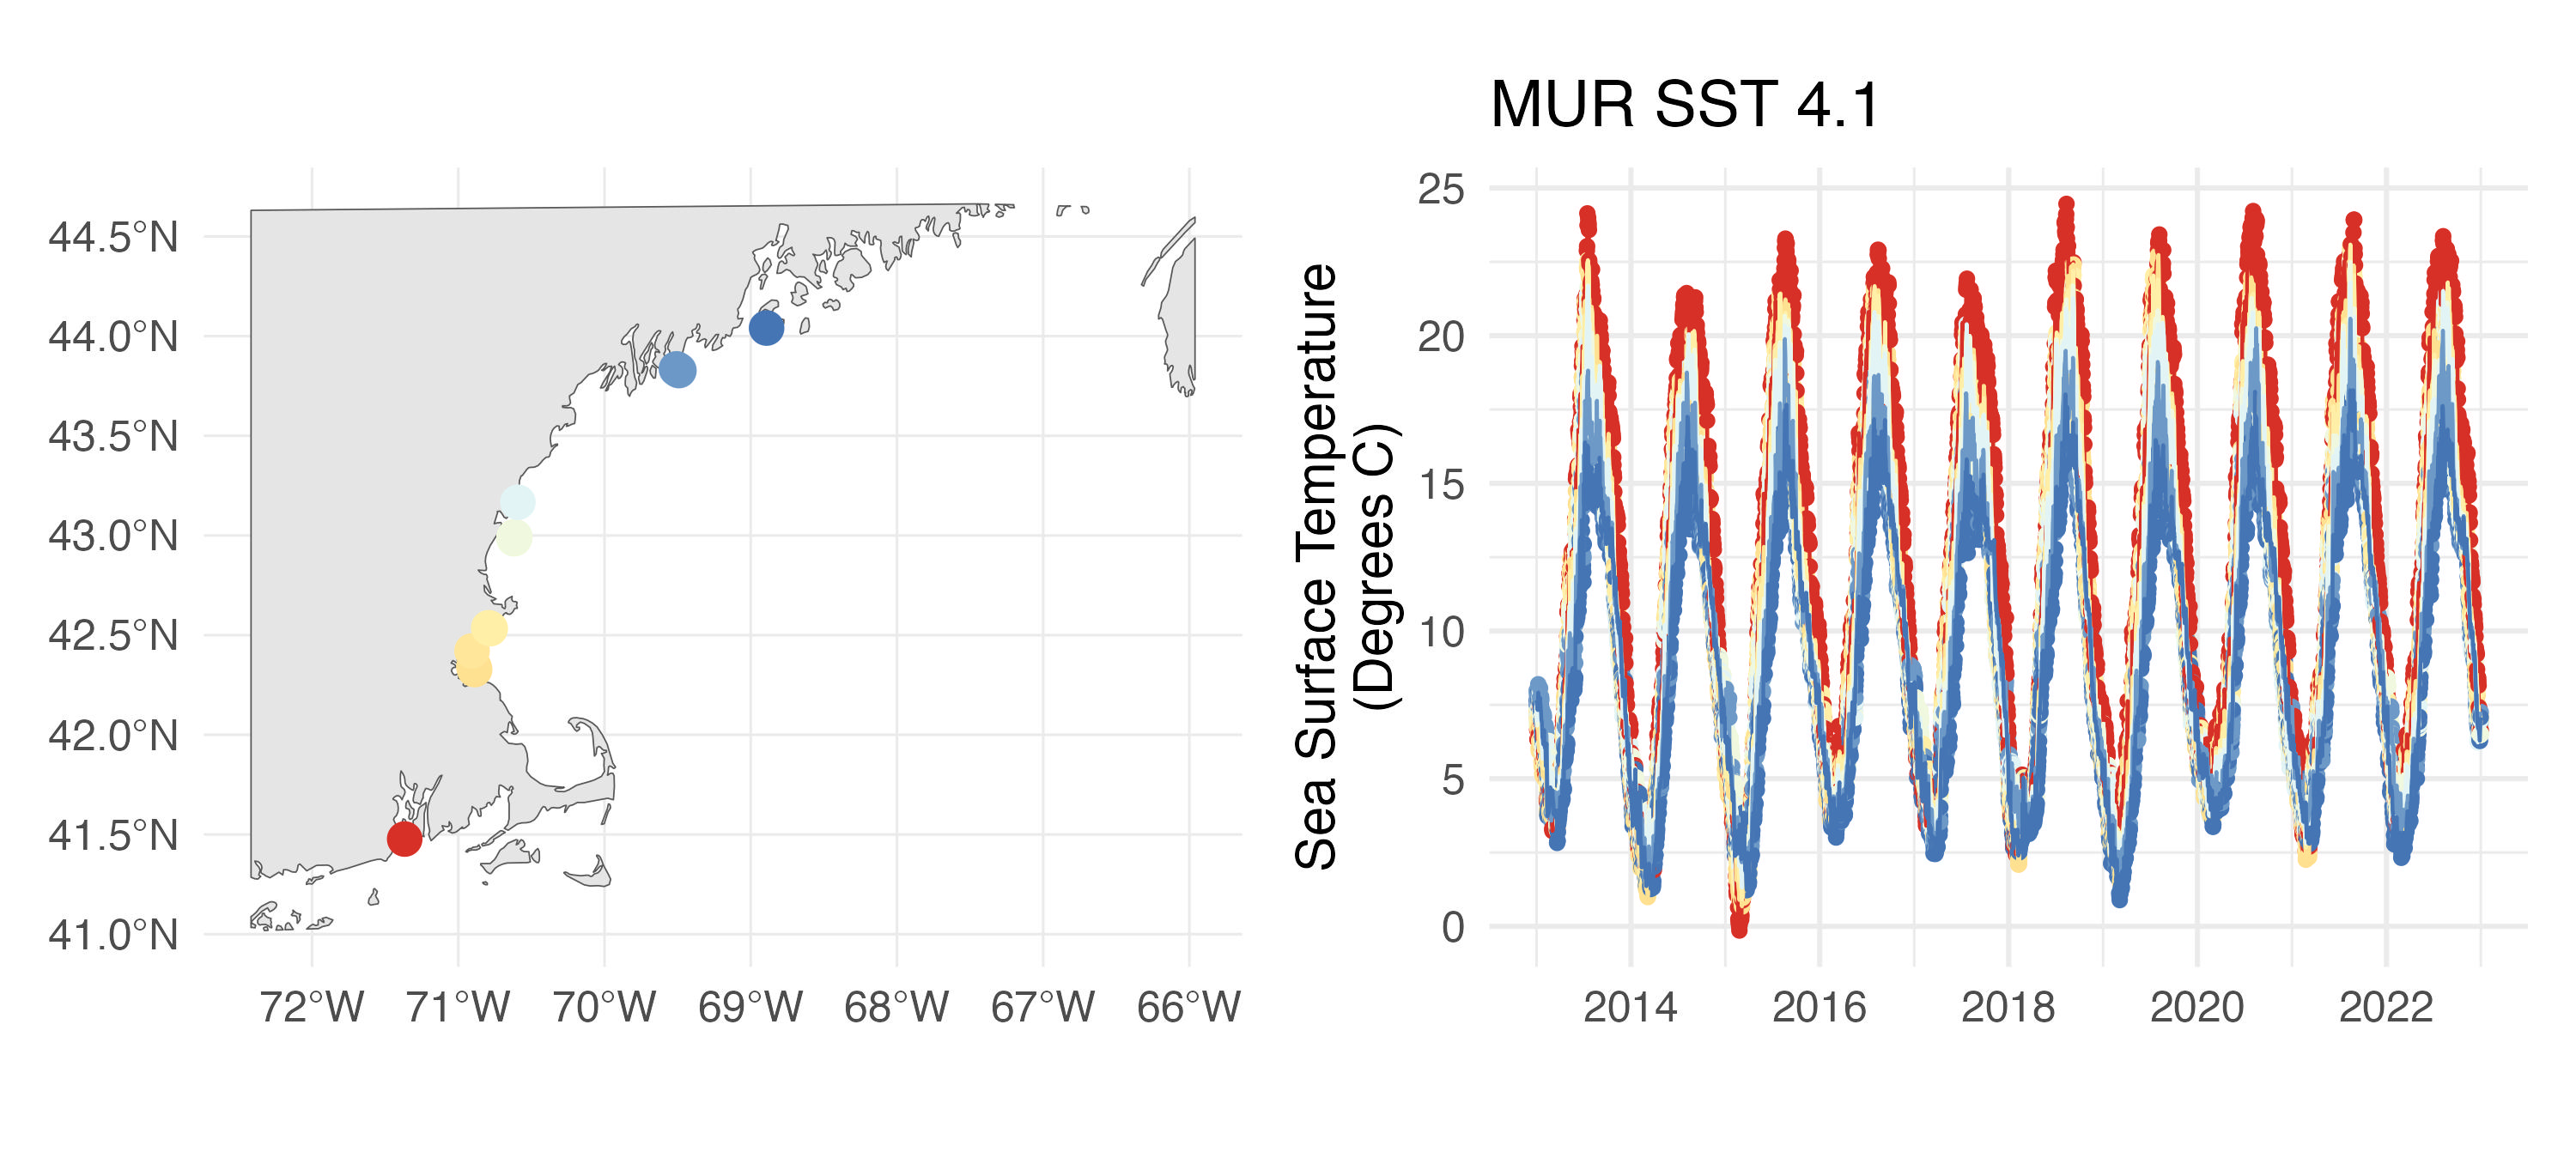 MUR SST 4.1
44.5°N
44.0°N
43.5°N
43.0°N
42.5°N
42.0°N
41.5°N
41.0°N
72°W 71°W 70°W 69°W 68°W 67°W 66°W
Sea Surface Temperature
(Degrees C)
25
20
15
10
5
0
2014 2016 2018 2020 2022